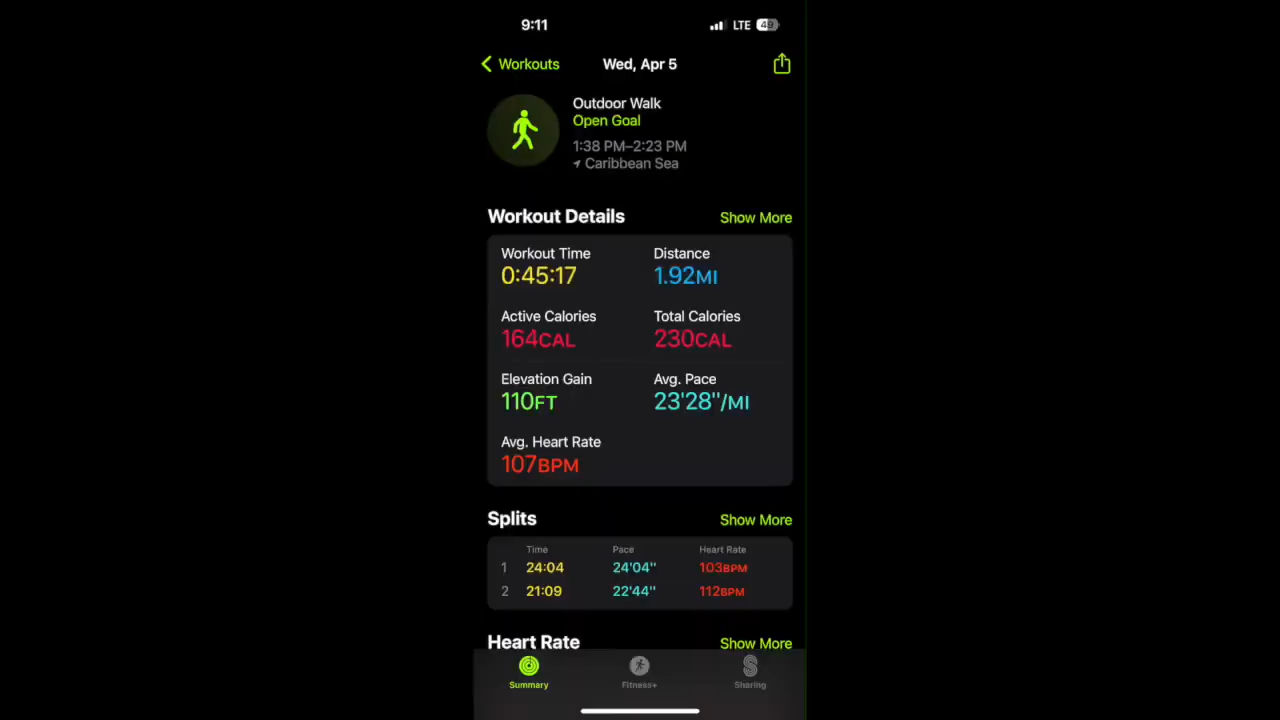 9:11 LTE 49
Workouts Wed, Apr 5
Outdoor Walk
Open Goal
1:38 PM–2:23 PM
Caribbean Sea
Workout Details Show More
Workout Time Distance
0:45:17 1.92MI
Active Calories Total Calories
164CAL 230CAL
Elevation Gain Avg. Pace
110FT 23'28"/MI
Avg. Heart Rate
107BPM
Splits Show More
Time Pace Heart Rate
1 24:04 24'04'' 103BPM
2 21:09 22'44'' 112BPM
Heart Rate Show More
Summary Fitness+ Sharing